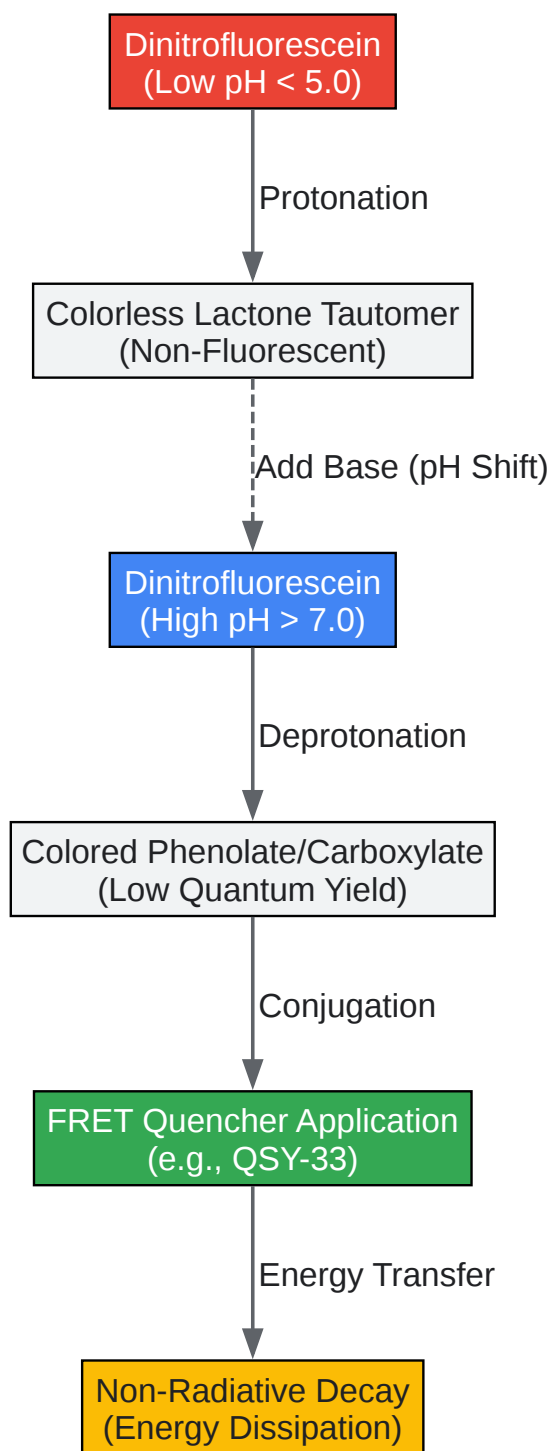 Dinitrofluorescein
(Low pH < 5.0)
Protonation
Colorless Lactone Tautomer
(Non-Fluorescent)
Add Base (pH Shift)
Dinitrofluorescein
(High pH > 7.0)
Deprotonation
Colored Phenolate/Carboxylate
(Low Quantum Yield)
Conjugation
FRET Quencher Application
(e.g., QSY-33)
Energy Transfer
Non-Radiative Decay
(Energy Dissipation)